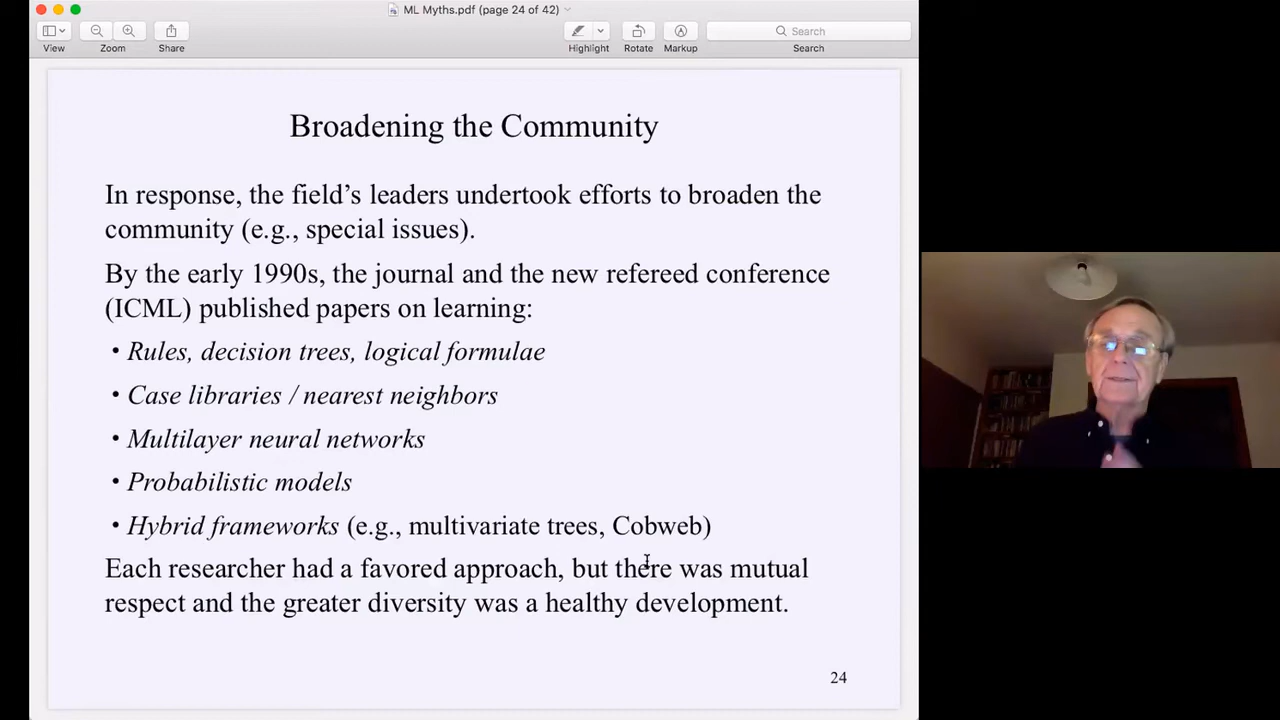 ML Myths.pdf (page 24 of 42)
View Zoom Share Highlight Rotate Markup Search
Search
Broadening the Community
In response, the field's leaders undertook efforts to broaden the
community (e.g., special issues).
By the early 1990s, the journal and the new refereed conference
(ICML) published papers on learning:
• Rules, decision trees, logical formulae
• Case libraries / nearest neighbors
• Multilayer neural networks
• Probabilistic models
• Hybrid frameworks (e.g., multivariate trees, Cobweb)
Each researcher had a favored approach, but there was mutual
respect and the greater diversity was a healthy development.
24